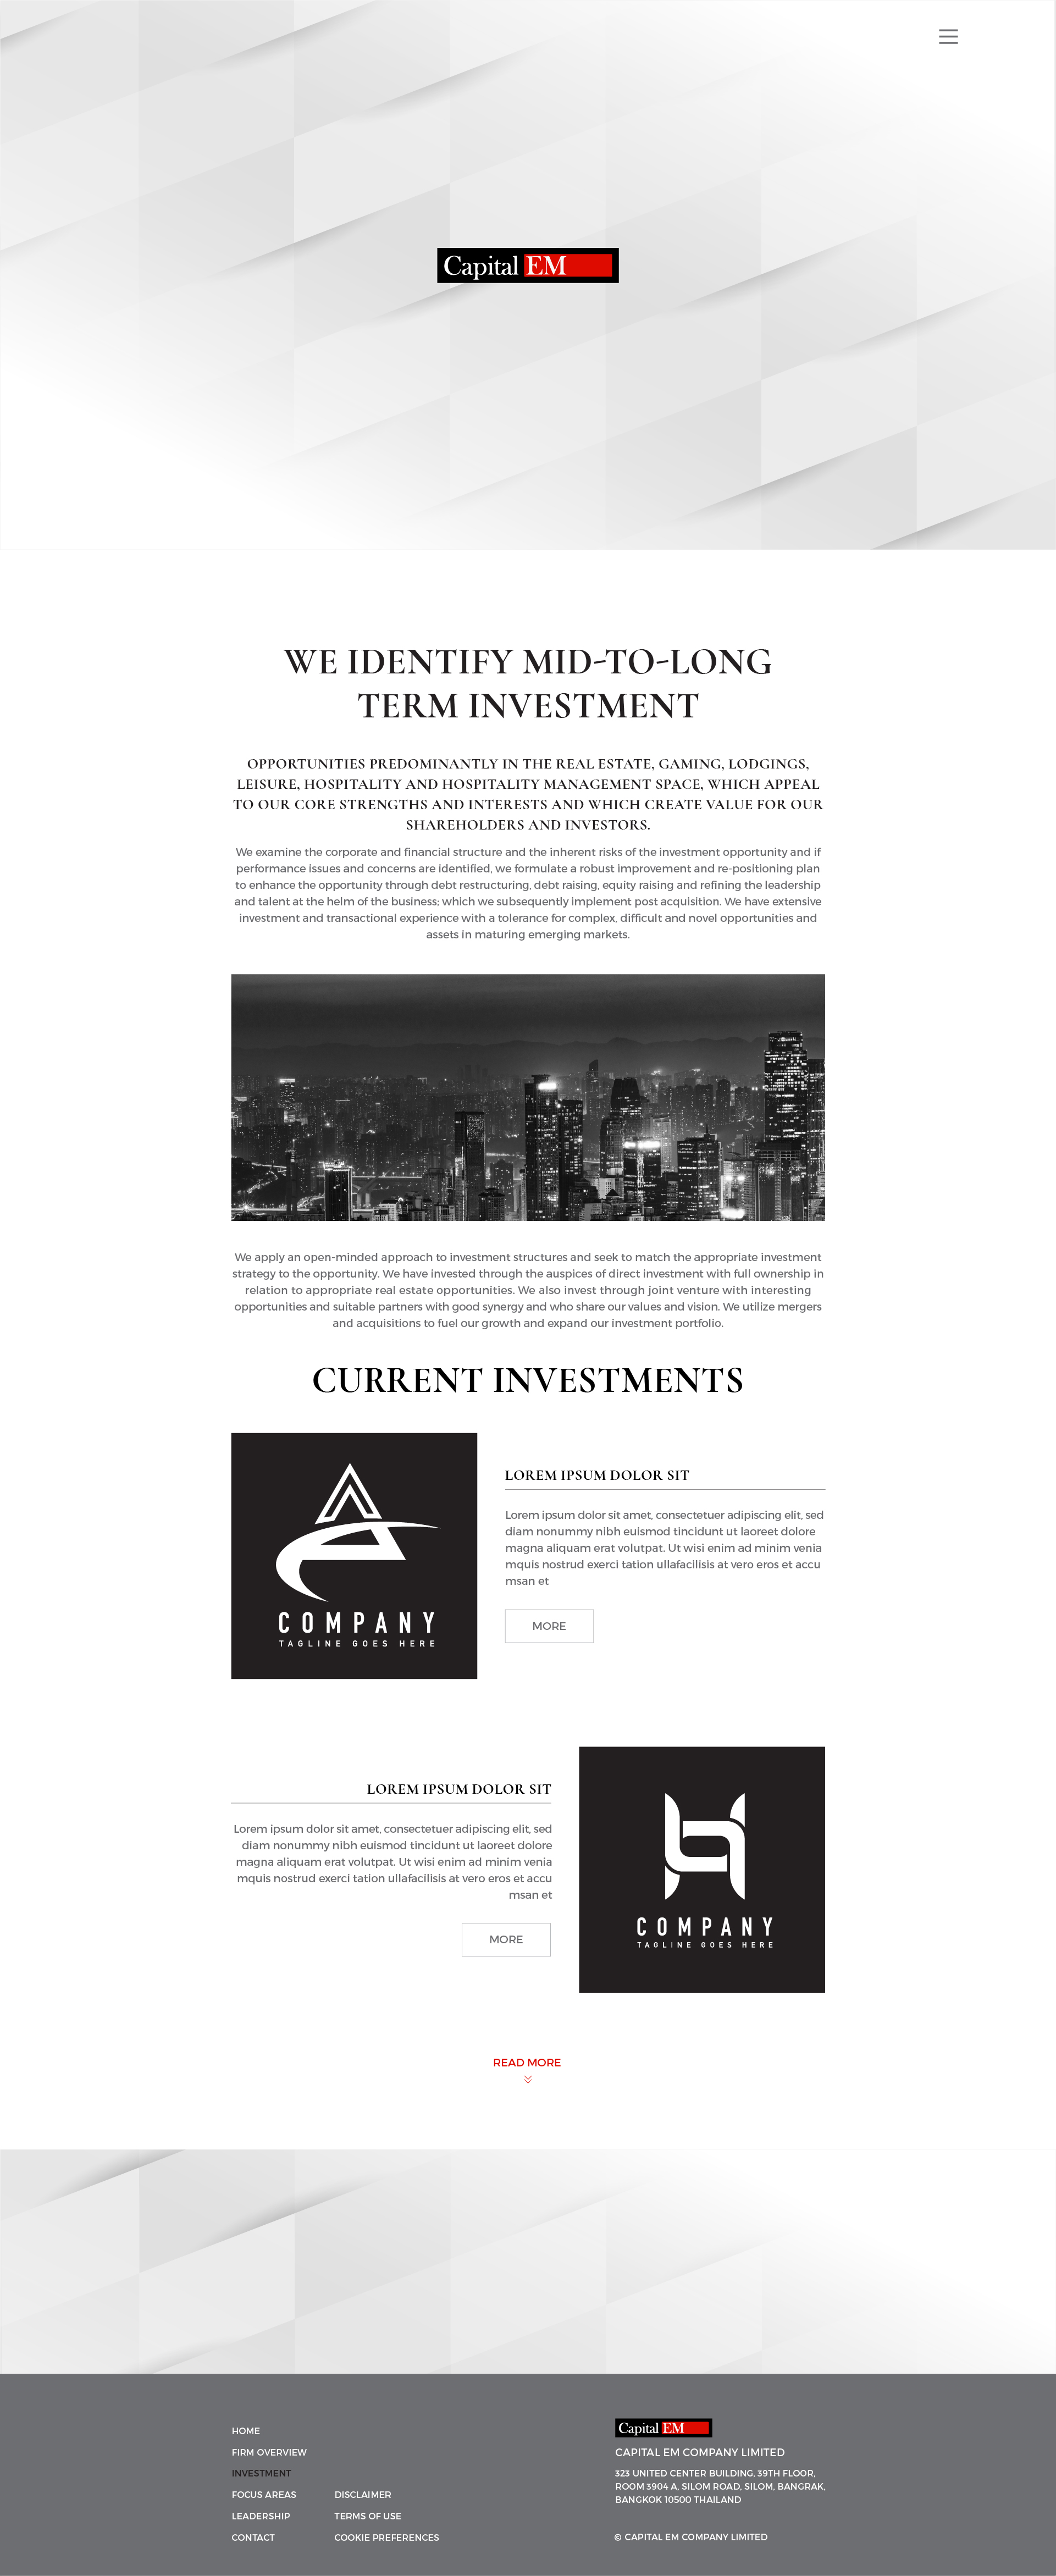 Capital EM
WE IDENTIFY MID-TO-LONG
TERM INVESTMENT
OPPORTUNITIES PREDOMINANTLY IN THE REAL ESTATE, GAMING, LODGINGS,
LEISURE, HOSPITALITY AND HOSPITALITY MANAGEMENT SPACE, WHICH APPEAL
TO OUR CORE STRENGTHS AND INTERESTS AND WHICH CREATE VALUE FOR OUR
SHAREHOLDERS AND INVESTORS.
We examine the corporate and financial structure and the inherent risks of the investment opportunity and if
performance issues and concerns are identified, we formulate a robust improvement and re-positioning plan
to enhance the opportunity through debt restructuring, debt raising, equity raising and refining the leadership
and talent at the helm of the business; which we subsequently implement post acquisition. We have extensive
investment and transactional experience with a tolerance for complex, difficult and novel opportunities and
assets in maturing emerging markets.
We apply an open-minded approach to investment structures and seek to match the appropriate investment
strategy to the opportunity. We have invested through the auspices of direct investment with full ownership in
relation to appropriate real estate opportunities. We also invest through joint venture with interesting
opportunities and suitable partners with good synergy and who share our values and vision. We utilize mergers
and acquisitions to fuel our growth and expand our investment portfolio.
CURRENT INVESTMENTS
COMPANY
TAGLINE GOES HERE
LOREM IPSUM DOLOR SIT
Lorem ipsum dolor sit amet, consectetuer adipiscing elit, sed
diam nonummy nibh euismod tincidunt ut laoreet dolore
magna aliquam erat volutpat. Ut wisi enim ad minim venia
mquis nostrud exerci tation ullafacilisis at vero eros et accu
msan et
MORE
LOREM IPSUM DOLOR SIT
Lorem ipsum dolor sit amet, consectetuer adipiscing elit, sed
diam nonummy nibh euismod tincidunt ut laoreet dolore
magna aliquam erat volutpat. Ut wisi enim ad minim venia
mquis nostrud exerci tation ullafacilisis at vero eros et accu
msan et
MORE
COMPANY
TAGLINE GOES HERE
READ MORE
HOME
FIRM OVERVIEW
INVESTMENT
FOCUS AREAS
LEADERSHIP
CONTACT
DISCLAIMER
TERMS OF USE
COOKIE PREFERENCES
Capital EM
CAPITAL EM COMPANY LIMITED
323 UNITED CENTER BUILDING, 39TH FLOOR,
ROOM 3904 A, SILOM ROAD, SILOM, BANGRAK,
BANGKOK 10500 THAILAND
© CAPITAL EM COMPANY LIMITED